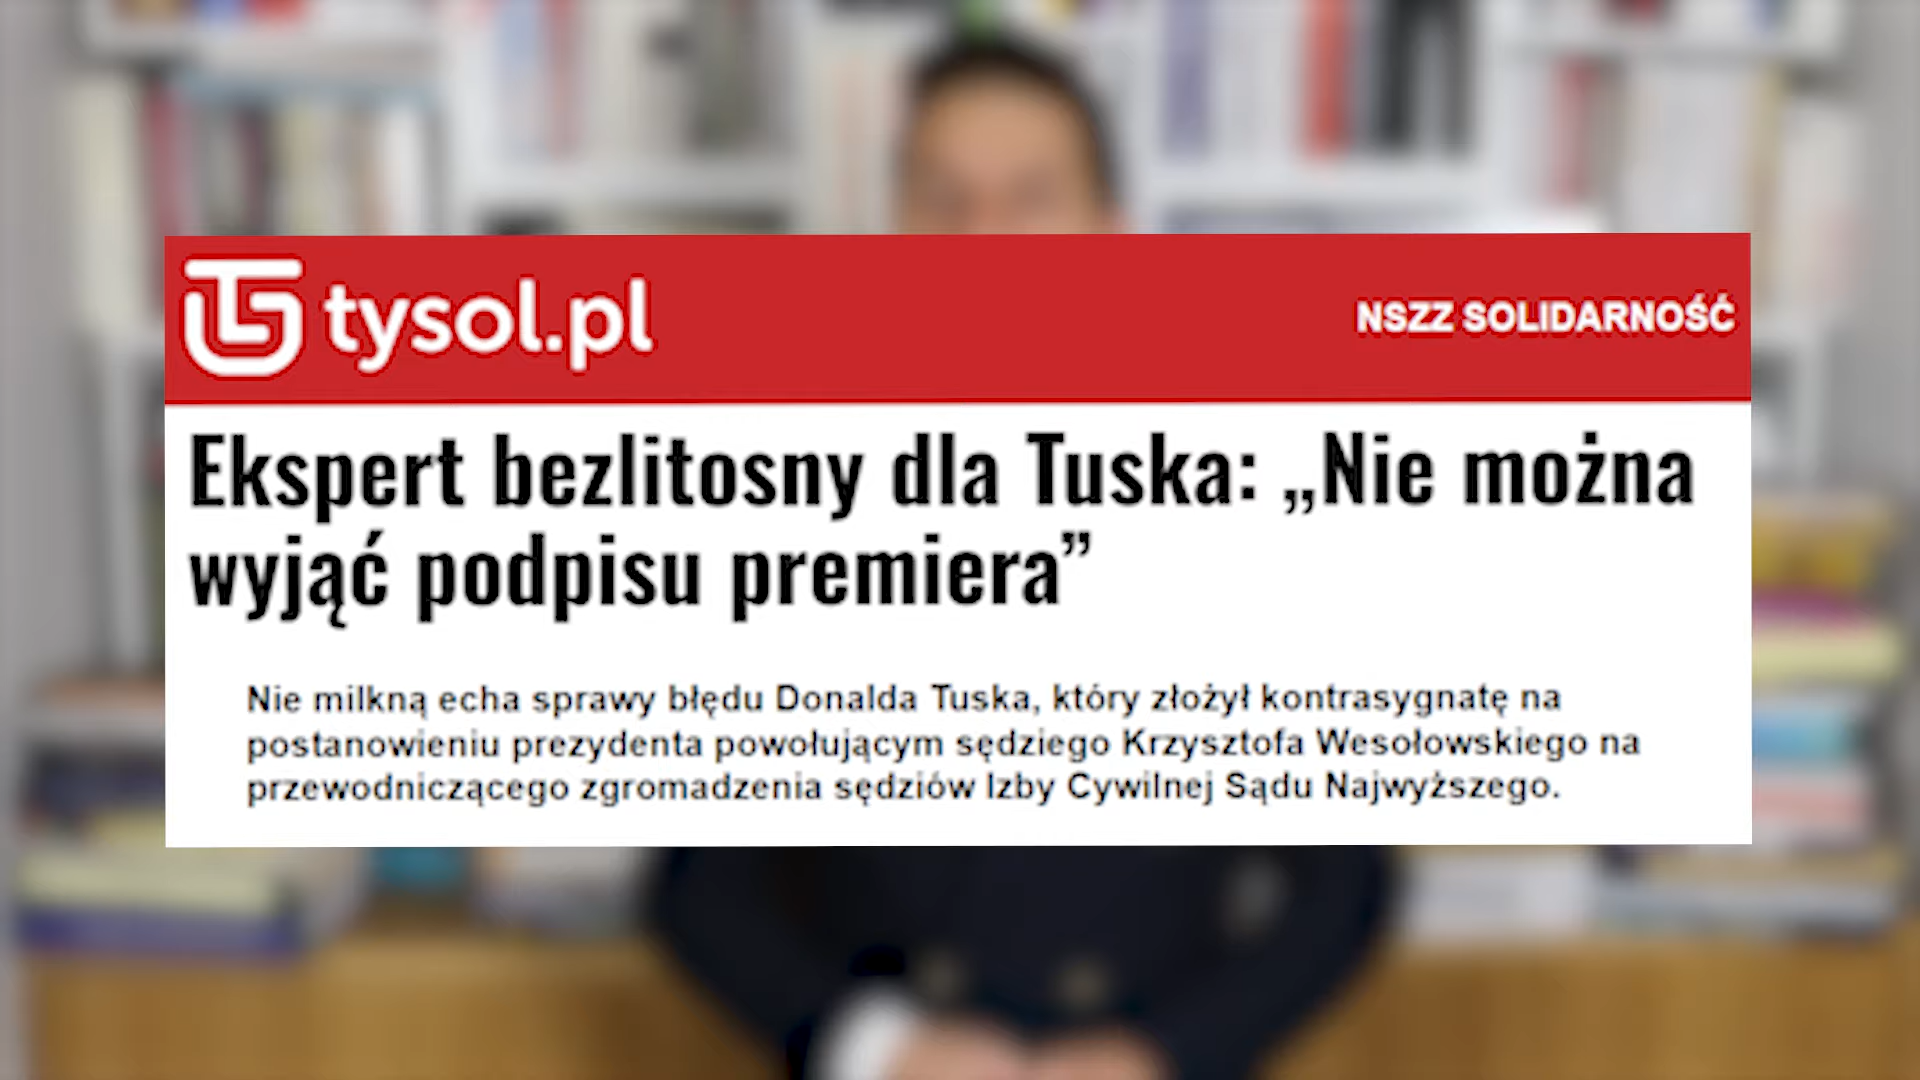 tysol.pl
NSZZ SOLIDARNOŚĆ
Ekspert bezlitosny dla Tuska: „Nie można
wyjąć podpisu premiera”
Nie milkną echa sprawy błędu Donalda Tuska, który złożył kontrasygnatę na
postanowieniu prezydenta powołującym sędziego Krzysztofa Wesołowskiego na
przewodniczącego zgromadzenia sędziów Izby Cywilnej Sądu Najwyższego.